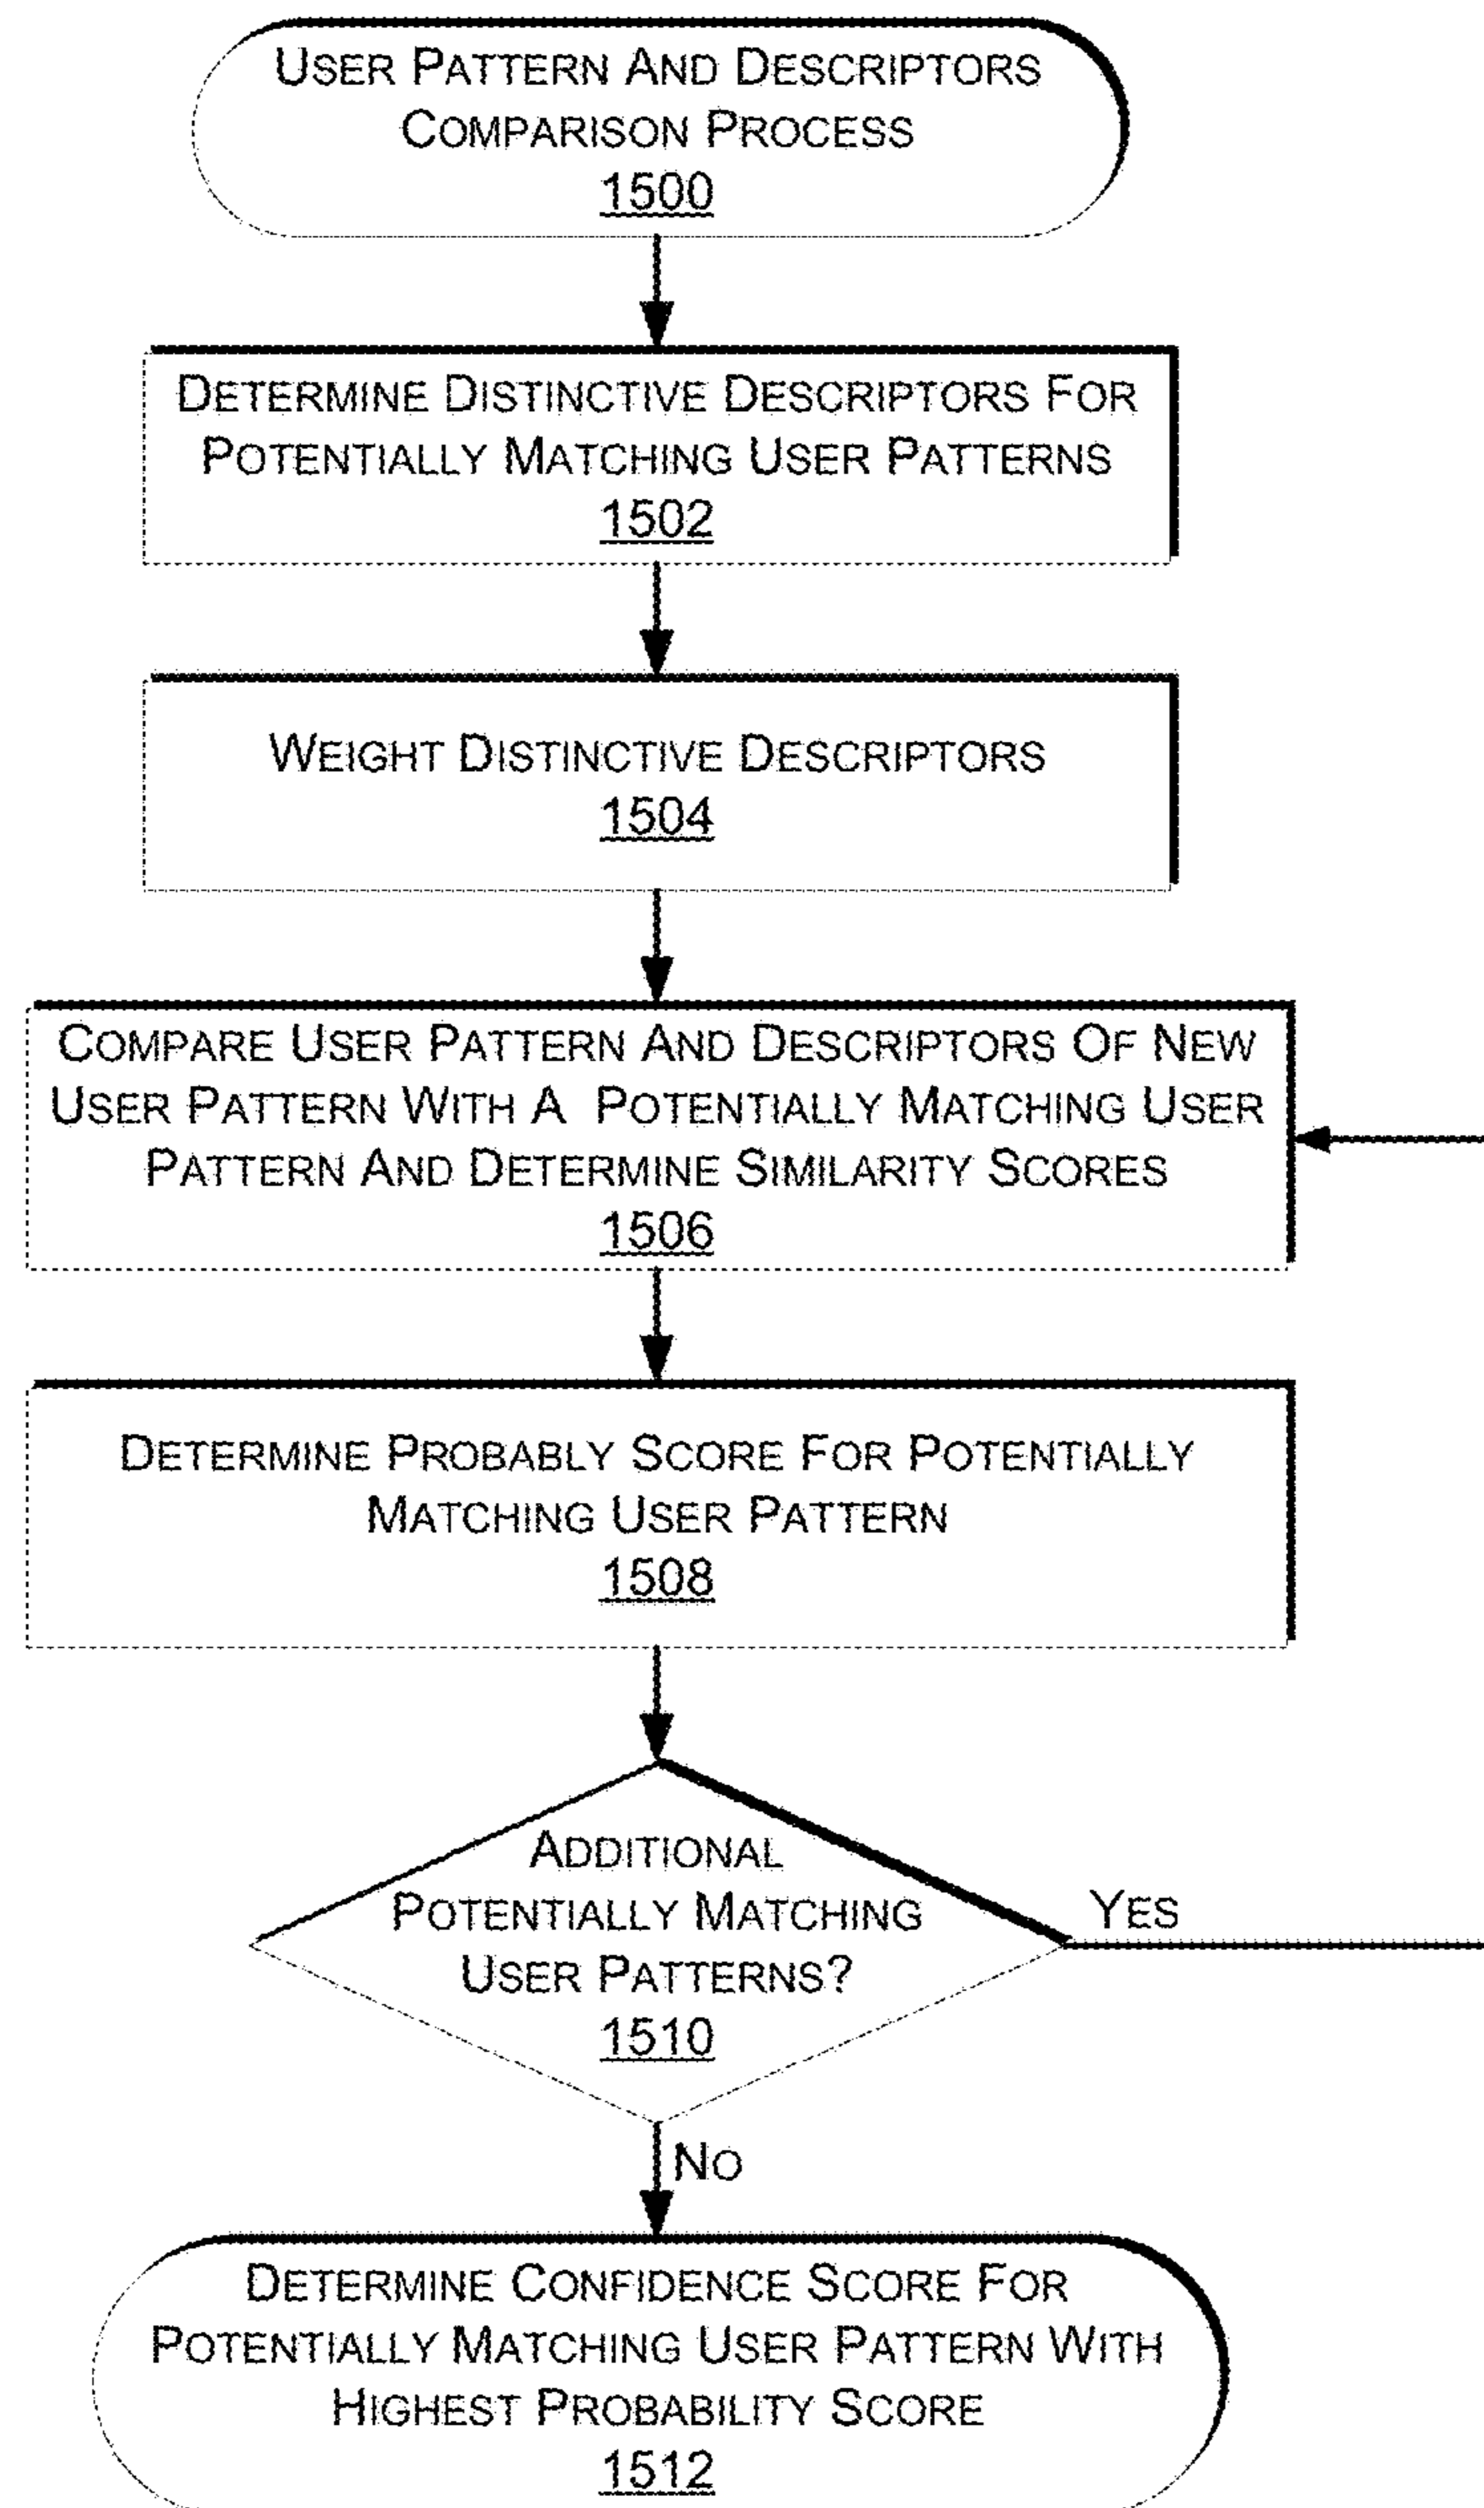 USER PATTERN AND DESCRIPTORS
COMPARISON PROCESS
1500
DETERMINE DISTINCTIVE DESCRIPTORS FOR
POTENTIALLY MATCHING USER PATTERNS
1502
WEIGHT DISTINCTIVE DESCRIPTORS
1504
COMPARE USER PATTERN AND DESCRIPTORS OF NEW
USER PATTERN WITH A POTENTIALLY MATCHING USER
PATTERN AND DETERMINE SIMILARITY SCORES
1506
DETERMINE PROBABLY SCORE FOR POTENTIALLY
MATCHING USER PATTERN
1508
ADDITIONAL
POTENTIALLY MATCHING
USER PATTERNS?
1510
YES
NO
DETERMINE CONFIDENCE SCORE FOR
POTENTIALLY MATCHING USER PATTERN WITH
HIGHEST PROBABILITY SCORE
1512